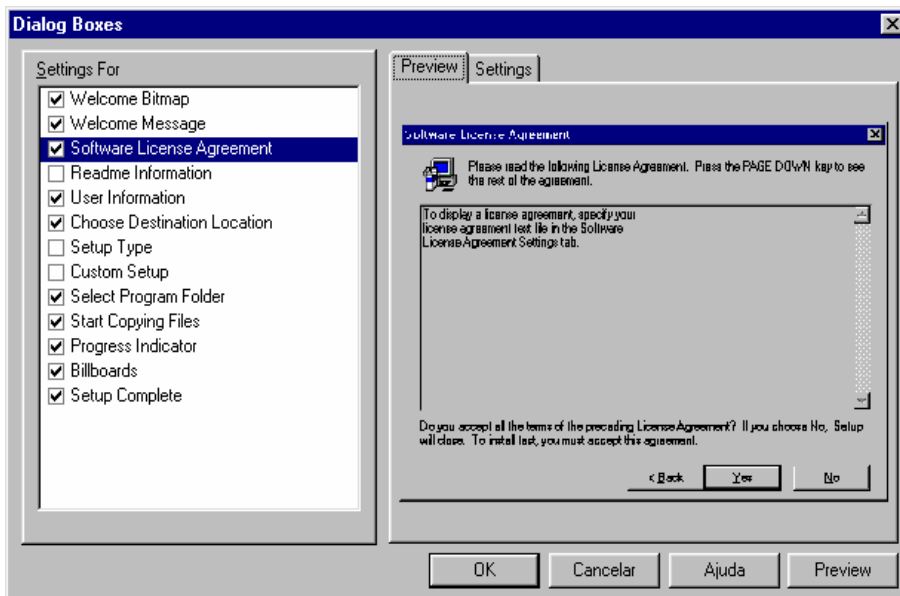 Dialog Boxes
Settings For
Welcome Bitmap
Welcome Message
Software License Agreement
Readme Information
User Information
Choose Destination Location
Setup Type
Custom Setup
Select Program Folder
Start Copying Files
Progress Indicator
Billboards
Setup Complete
Preview Settings
Software License Agreement
Please read the following License Agreement. Press the PAGE DOWN key to see
the rest of the agreement.
To display a license agreement, specify your
license agreement text file in the Software
License Agreement Settings tab.
Do you accept all the terms of the preceding License Agreement? If you choose No, Setup
will close. To install test, you must accept this agreement.
< Back Yes No
OK Cancelar Ajuda Preview